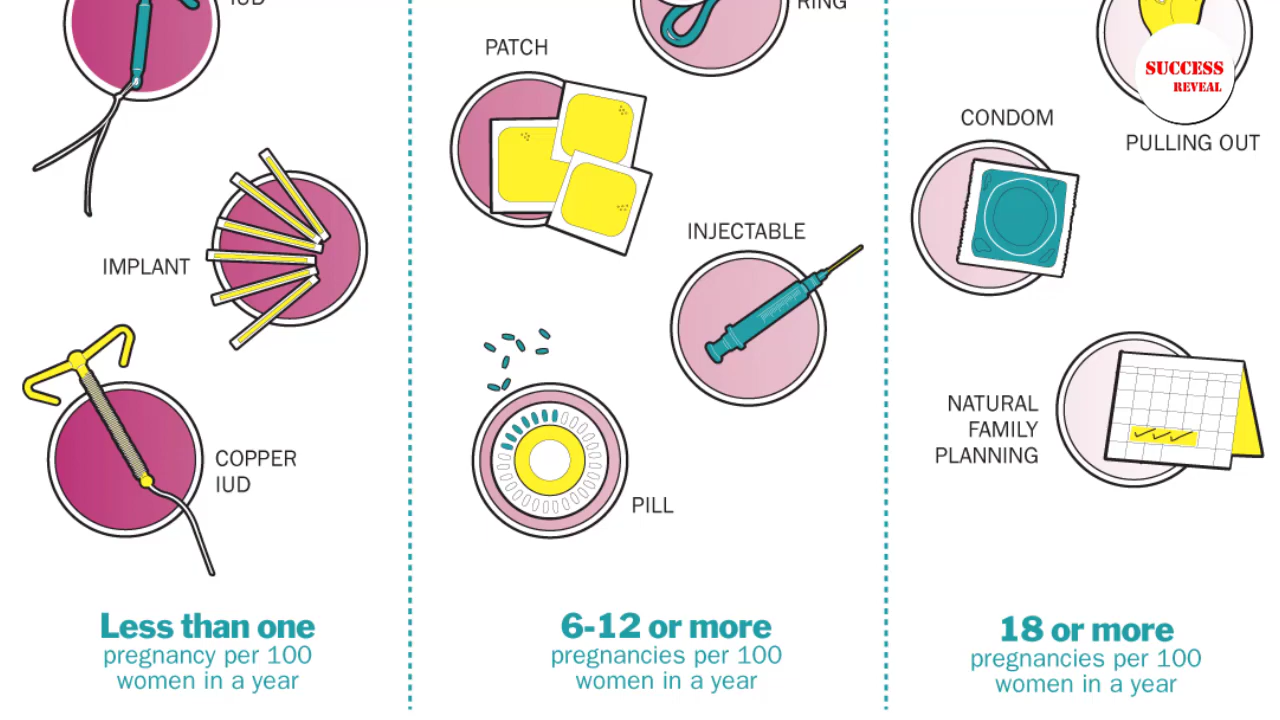 IUD
IMPLANT
COPPER
IUD
Less than one
pregnancy per 100
women in a year
RING
PATCH
INJECTABLE
PILL
6-12 or more
pregnancies per 100
women in a year
SUCCESS
REVEAL
PULLING OUT
CONDOM
NATURAL
FAMILY
PLANNING
18 or more
pregnancies per 100
women in a year